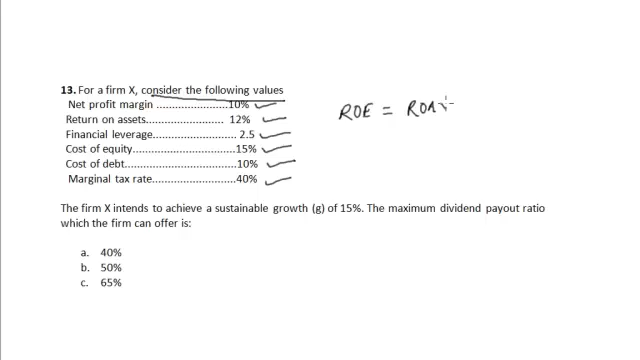 13. For a firm X, consider the following values
Net profit margin ........................10%
Return on assets........................ 12%
Financial leverage........................... 2.5
Cost of equity.................................15%
Cost of debt....................................10%
Marginal tax rate...........................40%
ROE = ROA ×
The firm X intends to achieve a sustainable growth (g) of 15%. The maximum dividend payout ratio
which the firm can offer is:
a. 40%
b. 50%
c. 65%